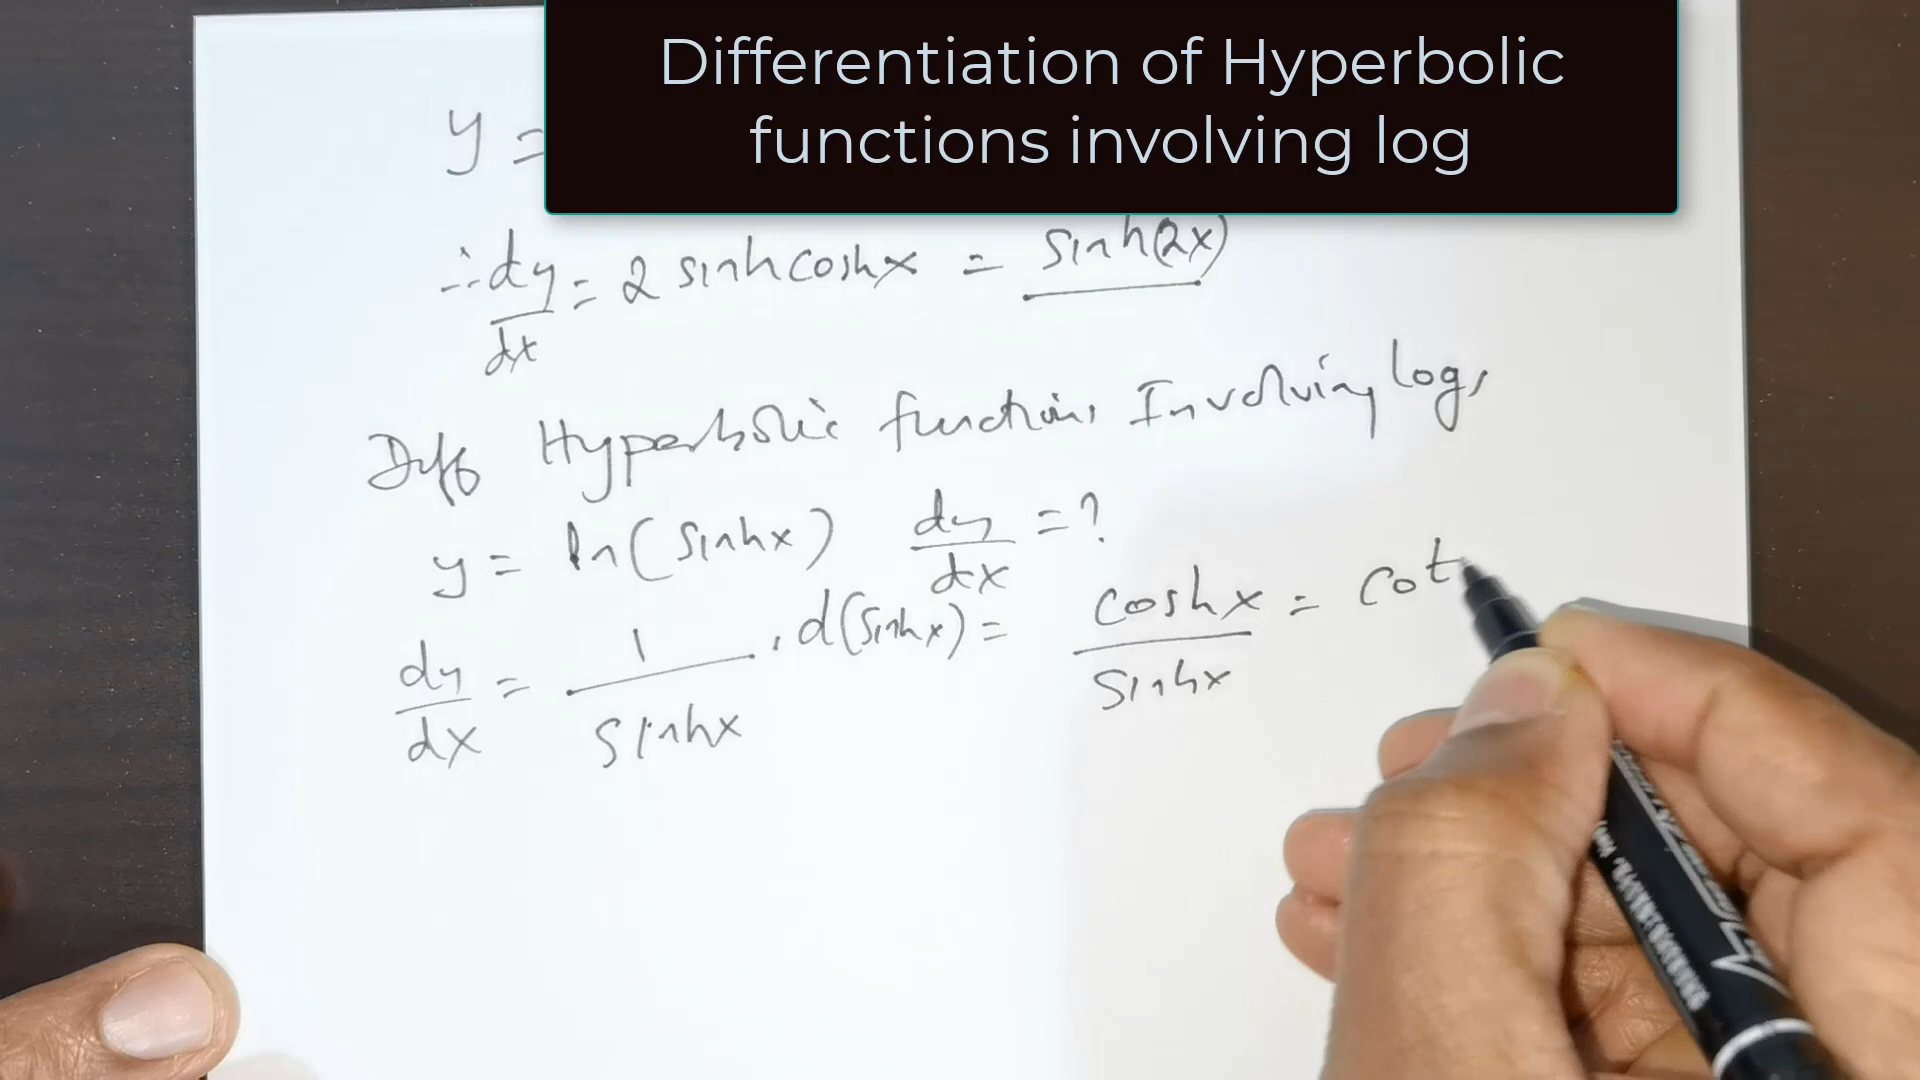 Differentiation of Hyperbolic
functions involving log
y =
∴ dy/dx = 2 sinh coshx = sinh(2x)
Diff Hyperbolic functions Involving logs
y = ln(sinhx) dy/dx = ?
dy/dx = 1/sinhx . d(sinhx) = coshx/sinhx = cot